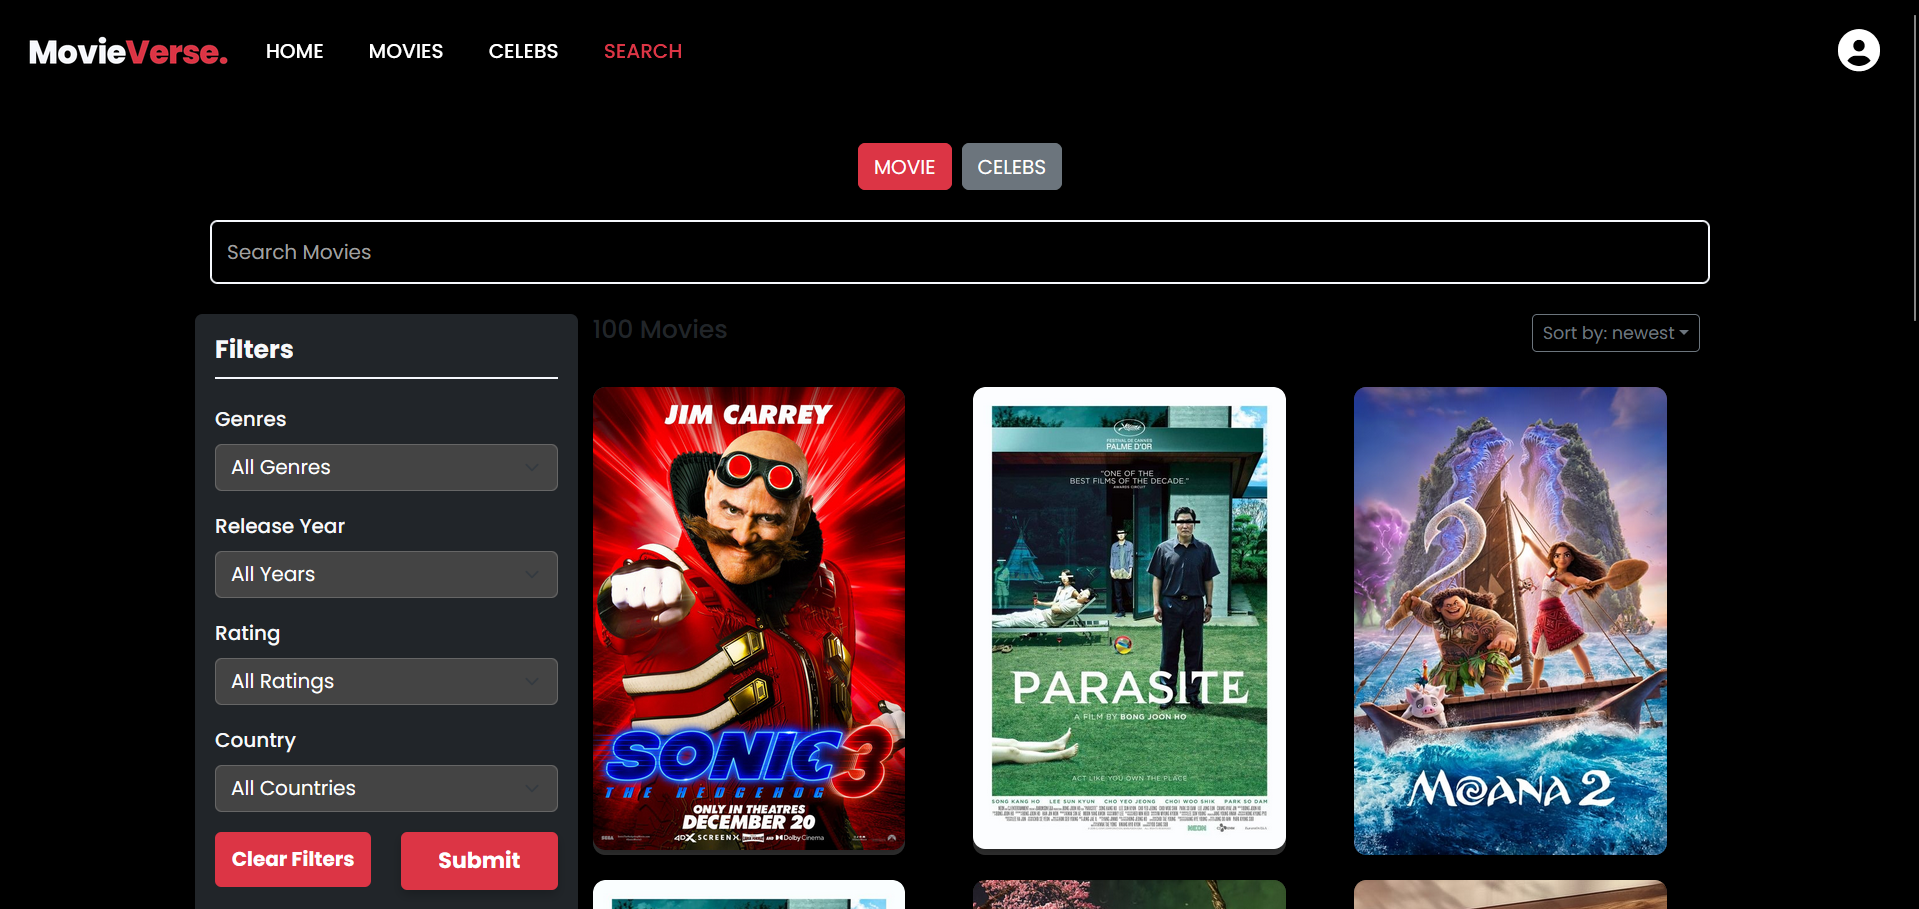 MovieVerse.
HOME
MOVIES
CELEBS
SEARCH
MOVIE
CELEBS
Search Movies
Filters
Genres
All Genres
Release Year
All Years
Rating
All Ratings
Country
All Countries
Clear Filters
Submit
100 Movies
Sort by: newest
JIM CARREY
SONIC 3
THE HEDGEHOG
ONLY IN THEATRES
DECEMBER 20
4DX SCREENX
AND Dolby Cinema
FESTIVAL DE CANNES
PALME D'OR
"ONE OF THE
BEST FILMS OF THE DECADE."
AWARDS CIRCUIT
PARASITE
A FILM BY BONG JOON HO
ACT LIKE YOU OWN THE PLACE
SONG KANG HO LEE SUN KYUN CHO YEO JEONG CHOI WOO SHIK PARK SO DAM
NEON
MOANA 2